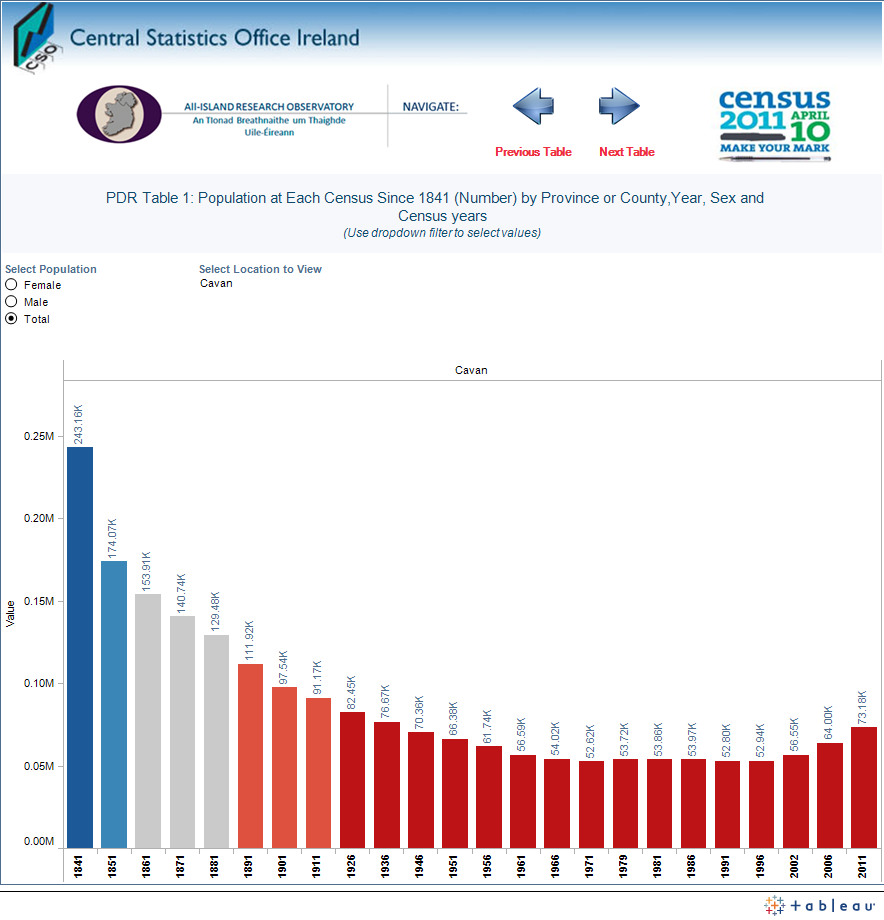 CSO
Central Statistics Office Ireland
All-ISLAND RESEARCH OBSERVATORY
An Tionad Breathnaithe um Thaighde
Uile-Éireann
NAVIGATE:
Previous Table
Next Table
census
2011 APRIL
10
MAKE YOUR MARK
PDR Table 1: Population at Each Census Since 1841 (Number) by Province or County,Year, Sex and
Census years
(Use dropdown filter to select values)
Select Population
Female
Male
Total
Select Location to View
Cavan
Cavan
Value
0.25M
0.20M
0.15M
0.10M
0.05M
0.00M
243.16K
174.07K
153.91K
140.74K
129.48K
111.92K
97.54K
91.17K
82.45K
76.67K
70.36K
66.38K
61.74K
56.59K
54.02K
52.62K
53.72K
53.86K
53.97K
52.80K
52.94K
56.55K
64.00K
73.18K
1841
1851
1861
1871
1881
1891
1901
1911
1926
1936
1946
1951
1956
1961
1966
1971
1979
1981
1986
1991
1996
2002
2006
2011
+ableau